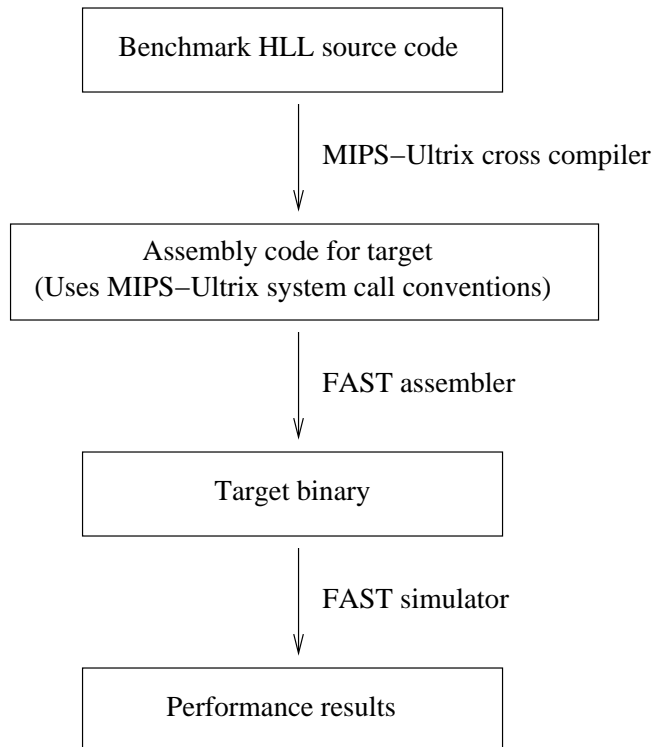 Benchmark HLL source code
MIPS−Ultrix cross compiler
Assembly code for target
(Uses MIPS−Ultrix system call conventions)
FAST assembler
Target binary
FAST simulator
Performance results